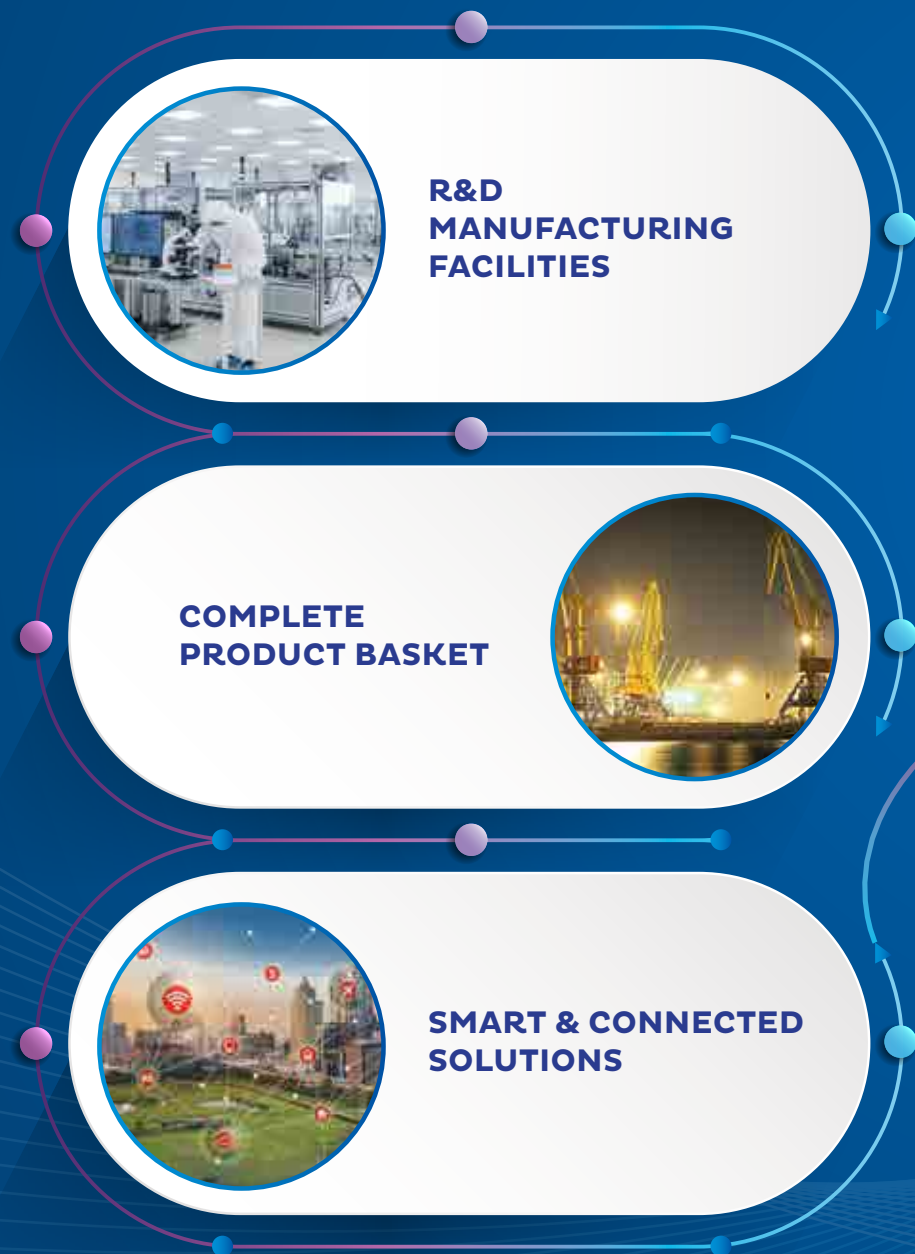 R&D
MANUFACTURING
FACILITIES
COMPLETE
PRODUCT BASKET
SMART & CONNECTED
SOLUTIONS